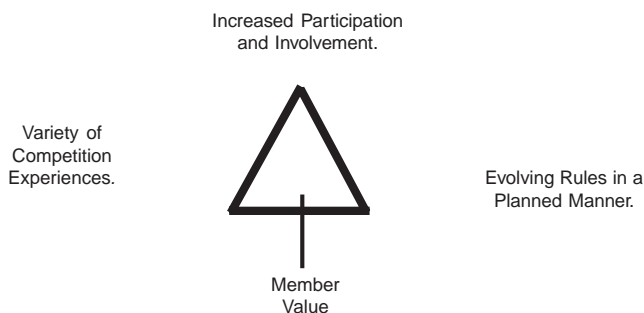 Increased Participation
and Involvement.
Variety of
Competition
Experiences.
Evolving Rules in a
Planned Manner.
Member
Value